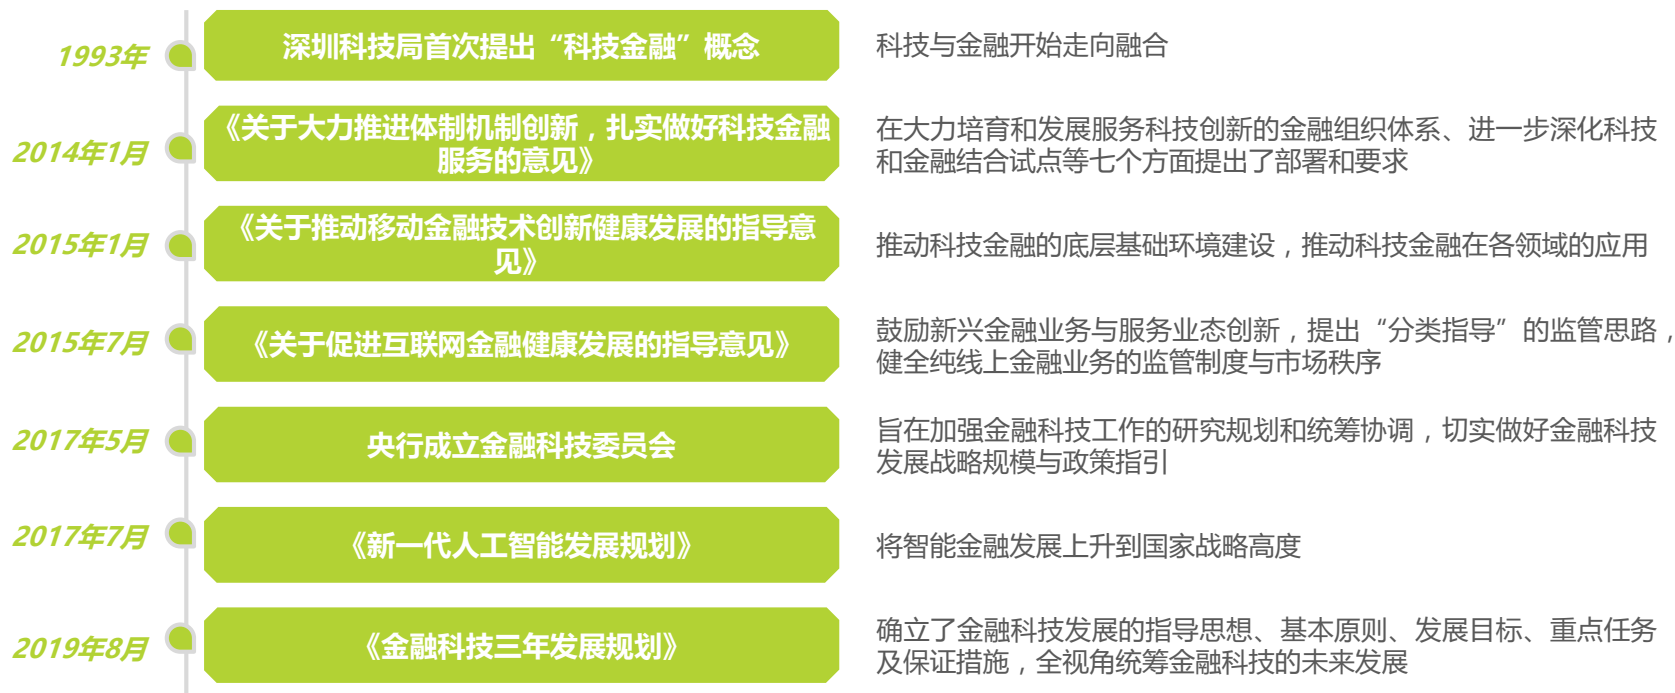 1993年
深圳科技局首次提出“科技金融”概念
科技与金融开始走向融合
2014年1月
《关于大力推进体制机制创新，扎实做好科技金融
服务的意见》
在大力培育和发展服务科技创新的金融组织体系、进一步深化科技
和金融结合试点等七个方面提出了部署和要求
2015年1月
《关于推动移动金融技术创新健康发展的指导意
见》
推动科技金融的底层基础环境建设，推动科技金融在各领域的应用
2015年7月
《关于促进互联网金融健康发展的指导意见》
鼓励新兴金融业务与服务业态创新，提出“分类指导”的监管思路，
健全纯线上金融业务的监管制度与市场秩序
2017年5月
央行成立金融科技委员会
旨在加强金融科技工作的研究规划和统筹协调，切实做好金融科技
发展战略规模与政策指引
2017年7月
《新一代人工智能发展规划》
将智能金融发展上升到国家战略高度
2019年8月
《金融科技三年发展规划》
确立了金融科技发展的指导思想、基本原则、发展目标、重点任务
及保证措施，全视角统筹金融科技的未来发展